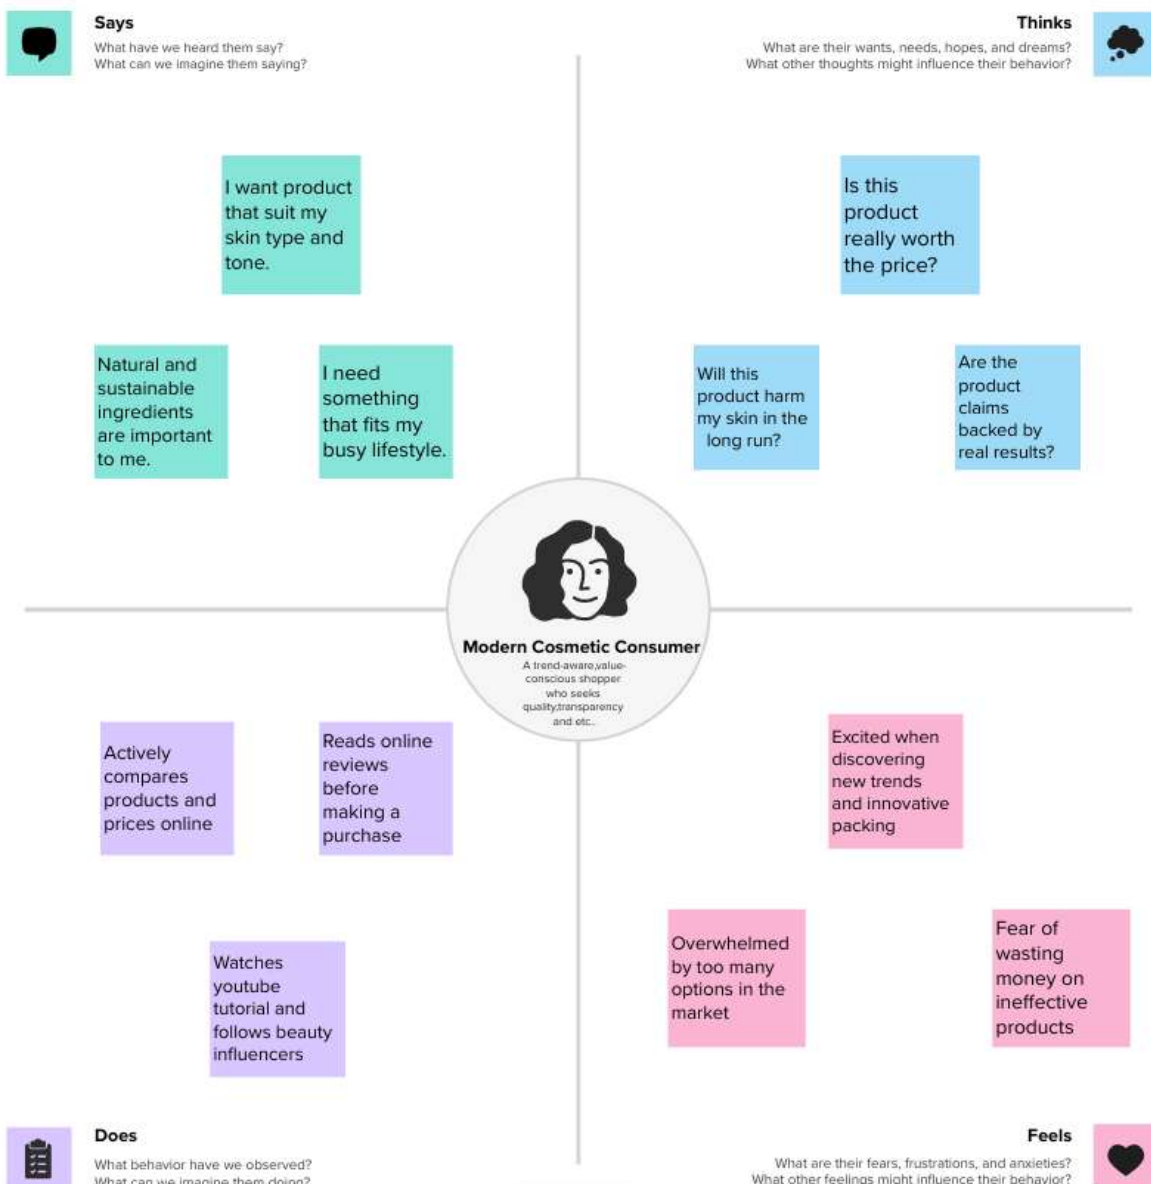 Says
What have we heard them say?
What can we imagine them saying?
Thinks
What are their wants, needs, hopes, and dreams?
What other thoughts might influence their behavior?
I want product
that suit my
skin type and
tone.
Natural and
sustainable
ingredients
are important
to me.
I need
something
that fits my
busy lifestyle.
Is this
product
really worth
the price?
Will this
product harm
my skin in the
long run?
Are the
product
claims
backed by
real results?
Modern Cosmetic Consumer
A trend-aware,value-
conscious shopper
who seeks
quality,transparency
and etc..
Actively
compares
products and
prices online
Reads online
reviews
before
making a
purchase
Watches
youtube
tutorial and
follows beauty
influencers
Excited when
discovering
new trends
and innovative
packing
Overwhelmed
by too many
options in the
market
Fear of
wasting
money on
ineffective
products
Does
What behavior have we observed?
What can we imagine them doing?
Feels
What are their fears, frustrations, and anxieties?
What other feelings might influence their behavior?